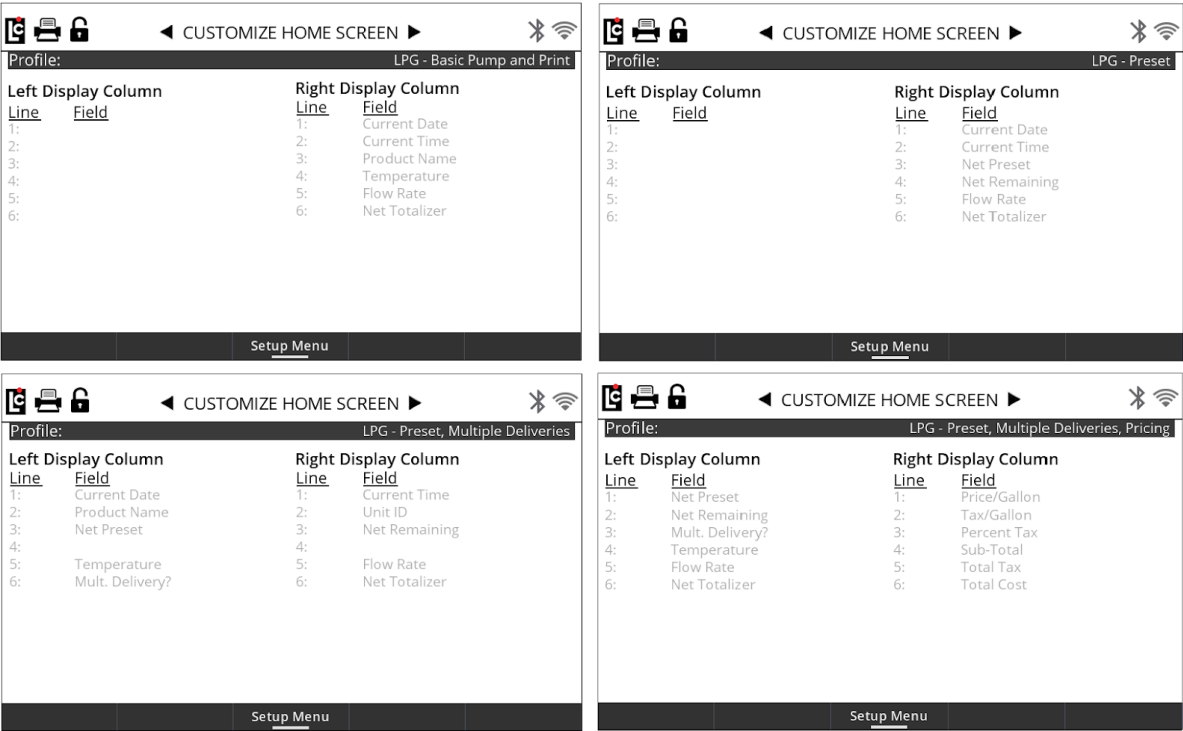 LC ◀ CUSTOMIZE HOME SCREEN ▶
Profile: LPG - Basic Pump and Print
Left Display Column Right Display Column
Line Field Line Field
1: 1: Current Date
2: 2: Current Time
3: 3: Product Name
4: 4: Temperature
5: 5: Flow Rate
6: 6: Net Totalizer
Setup Menu
LC ◀ CUSTOMIZE HOME SCREEN ▶
Profile: LPG - Preset
Left Display Column Right Display Column
Line Field Line Field
1: 1: Current Date
2: 2: Current Time
3: 3: Net Preset
4: 4: Net Remaining
5: 5: Flow Rate
6: 6: Net Totalizer
Setup Menu
LC ◀ CUSTOMIZE HOME SCREEN ▶
Profile: LPG - Preset, Multiple Deliveries
Left Display Column Right Display Column
Line Field Line Field
1: Current Date 1: Current Time
2: Product Name 2: Unit ID
3: Net Preset 3: Net Remaining
4: 4:
5: Temperature 5: Flow Rate
6: Mult. Delivery? 6: Net Totalizer
Setup Menu
LC ◀ CUSTOMIZE HOME SCREEN ▶
Profile: LPG - Preset, Multiple Deliveries, Pricing
Left Display Column Right Display Column
Line Field Line Field
1: Net Preset 1: Price/Gallon
2: Net Remaining 2: Tax/Gallon
3: Mult. Delivery? 3: Percent Tax
4: Temperature 4: Sub-Total
5: Flow Rate 5: Total Tax
6: Net Totalizer 6: Total Cost
Setup Menu